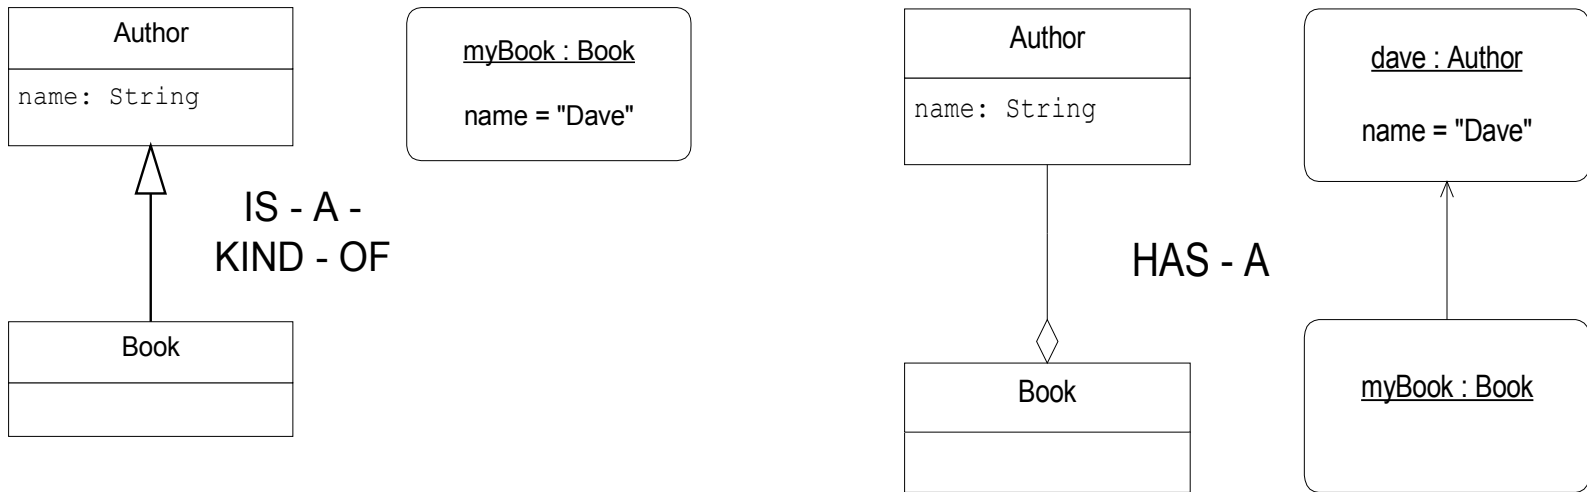 Author
name: String
myBook : Book
name = "Dave"
IS - A -
KIND - OF
Book
Author
name: String
dave : Author
name = "Dave"
HAS - A
Book
myBook : Book